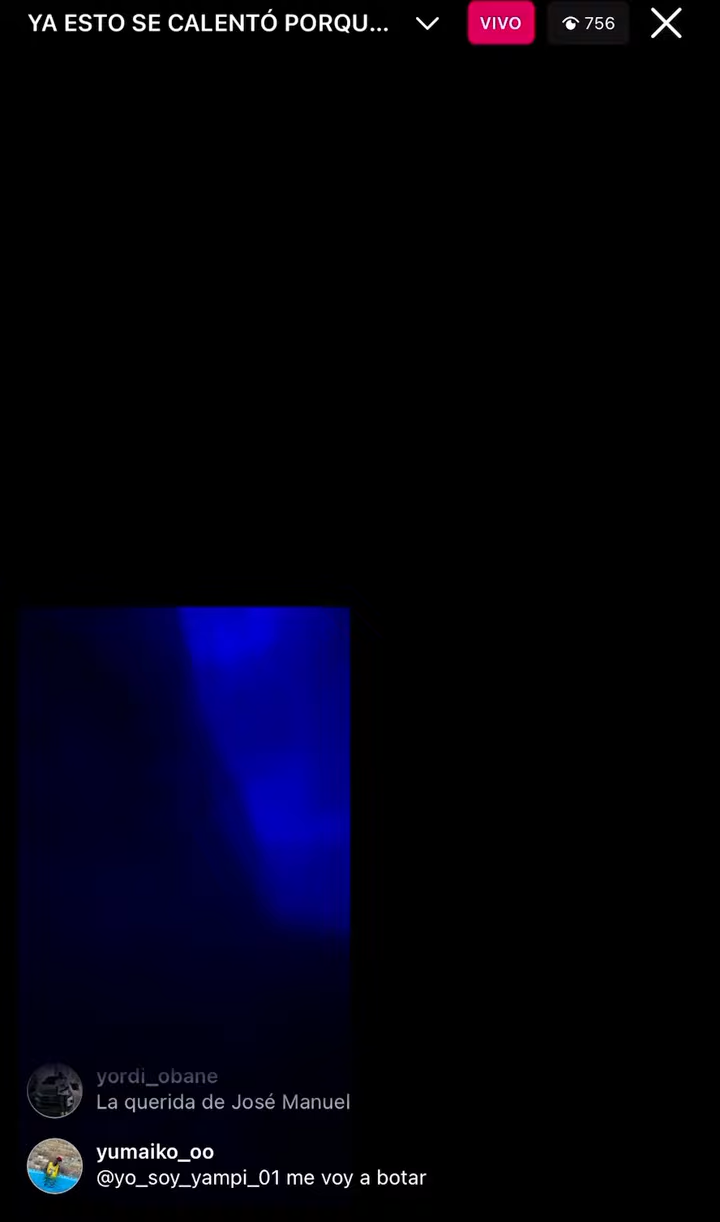 YA ESTO SE CALENTÓ PORQU...
VIVO
756
yordi_obane
La querida de José Manuel
yumaiko_oo
@yo_soy_yampi_01 me voy a botar